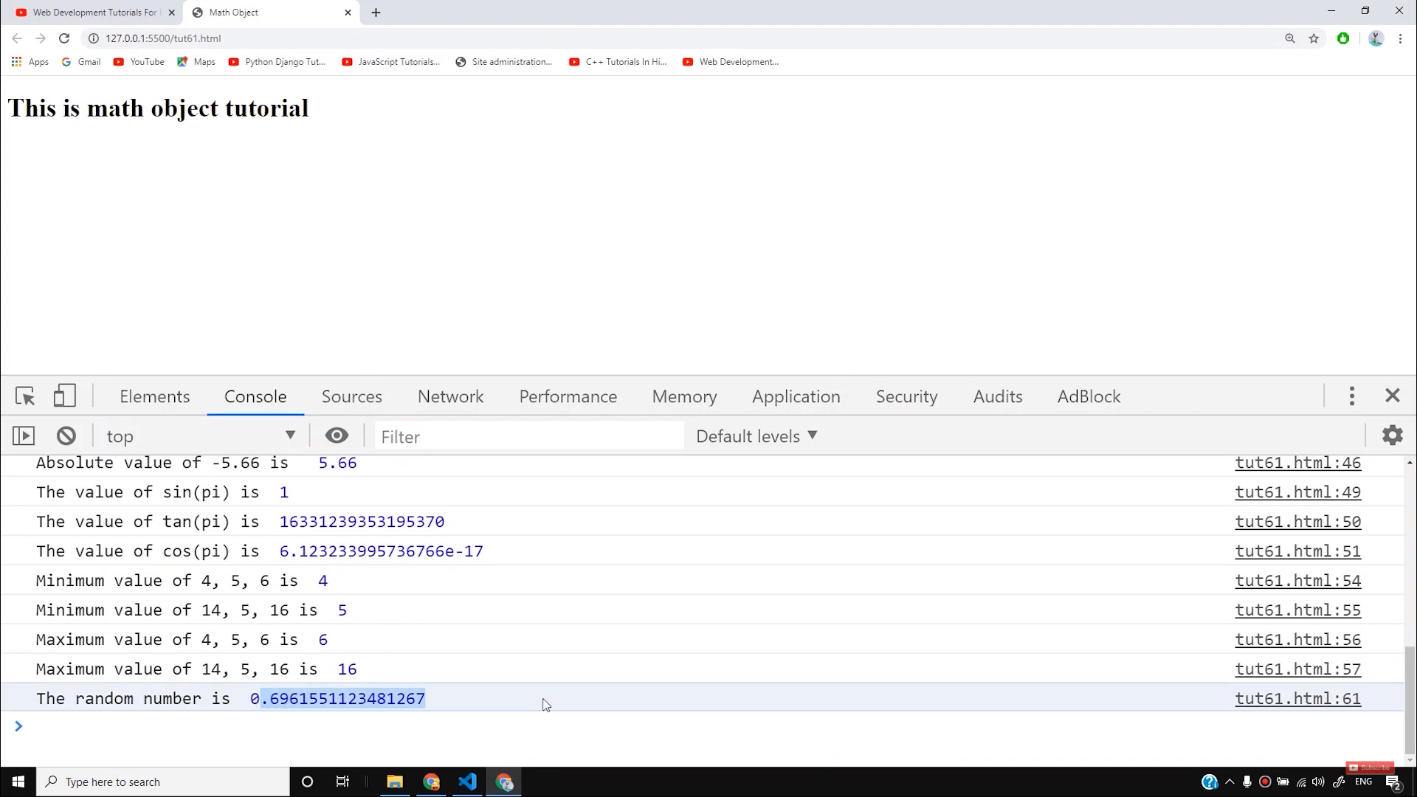 Web Development Tutorials For
Math Object
127.0.0.1:5500/tut61.html
Apps Gmail YouTube Maps Python Django Tut... JavaScript Tutorials... Site administration... C++ Tutorials In Hi... Web Development...
This is math object tutorial
Elements Console Sources Network Performance Memory Application Security Audits AdBlock
top Filter Default levels
Absolute value of -5.66 is 5.66 tut61.html:46
The value of sin(pi) is 1 tut61.html:49
The value of tan(pi) is 16331239353195370 tut61.html:50
The value of cos(pi) is 6.123233995736766e-17 tut61.html:51
Minimum value of 4, 5, 6 is 4 tut61.html:54
Minimum value of 14, 5, 16 is 5 tut61.html:55
Maximum value of 4, 5, 6 is 6 tut61.html:56
Maximum value of 14, 5, 16 is 16 tut61.html:57
The random number is 0.6961551123481267 tut61.html:61
Subscribe
Type here to search ENG 2